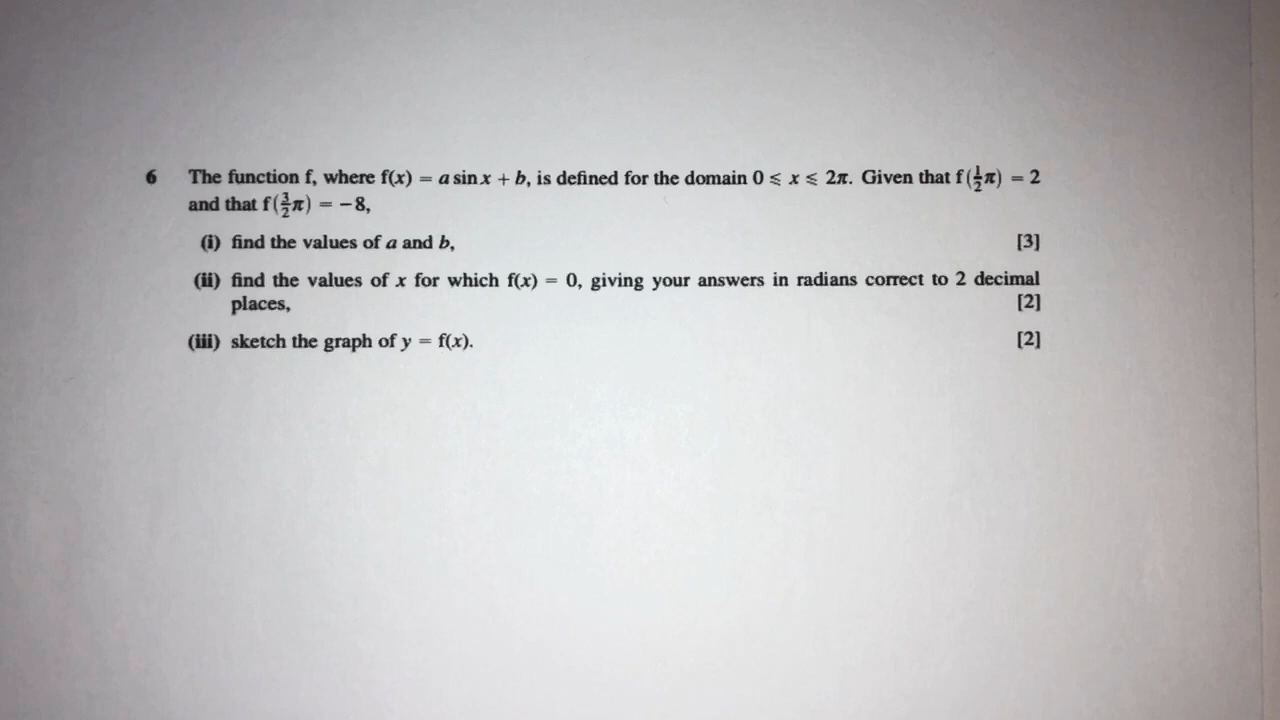 6 The function f, where f(x) = a sin x + b, is defined for the domain 0 ⩽ x ⩽ 2π. Given that f(½π) = 2
and that f(3/2 π) = −8,
(i) find the values of a and b, [3]
(ii) find the values of x for which f(x) = 0, giving your answers in radians correct to 2 decimal
places, [2]
(iii) sketch the graph of y = f(x). [2]